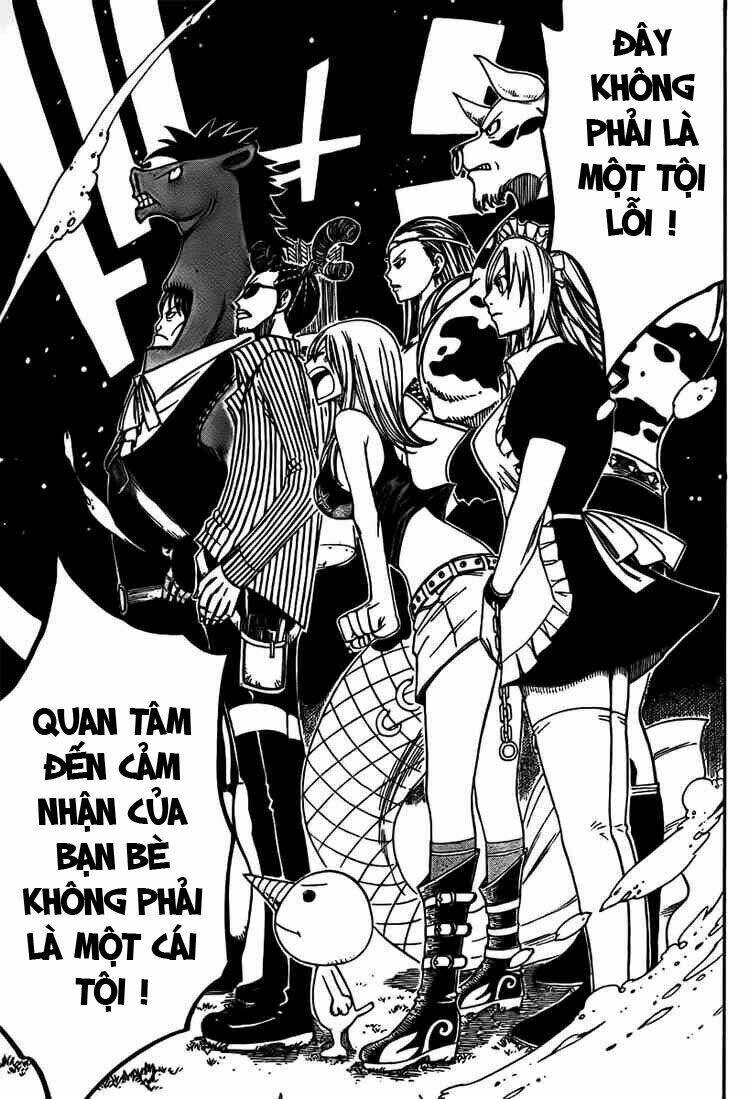 ĐÂY
KHÔNG
PHẢI LÀ
MỘT TỘI
LỖI !
QUAN TÂM
ĐẾN CẢM
NHẬN CỦA
BẠN BÈ
KHÔNG PHẢI
LÀ MỘT CÁI
TỘI !